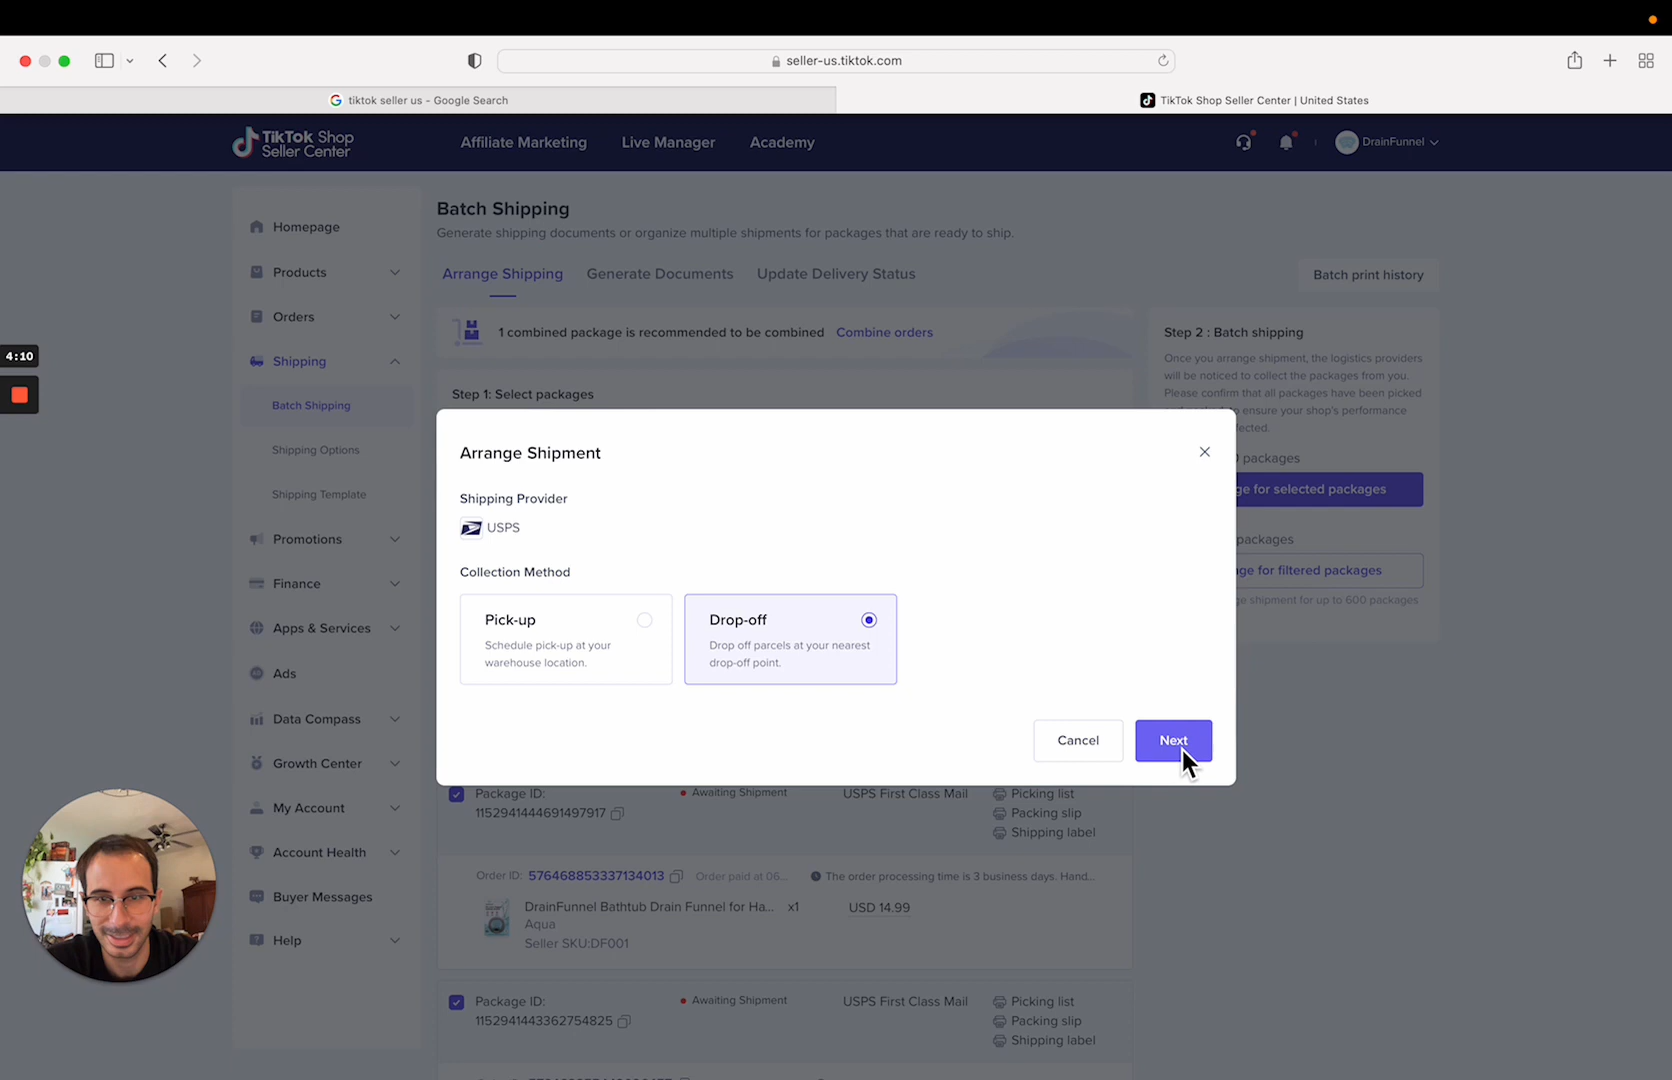 seller-us.tiktok.com
tiktok seller us - Google Search
TikTok Shop Seller Center | United States
TikTok Shop
Seller Center
Affiliate Marketing
Live Manager
Academy
DrainFunnel
Homepage
Products
Orders
Shipping
Batch Shipping
Shipping Options
Shipping Template
Promotions
Finance
Apps & Services
Ads
Data Compass
Growth Center
My Account
Account Health
Buyer Messages
Help
4:10
Batch Shipping
Generate shipping documents or organize multiple shipments for packages that are ready to ship.
Arrange Shipping
Generate Documents
Update Delivery Status
Batch print history
1 combined package is recommended to be combined Combine orders
Step 1: Select packages
Step 2 : Batch shipping
Once you arrange shipment, the logistics providers
will be noticed to collect the packages from you.
Please confirm that all packages have been picked
to ensure your shop's performance
packages
for selected packages
packages
for filtered packages
shipment for up to 600 packages
Arrange Shipment
Shipping Provider
USPS
Collection Method
Pick-up
Schedule pick-up at your
warehouse location.
Drop-off
Drop off parcels at your nearest
drop-off point.
Cancel
Next
Package ID:
1152941444691497917
Awaiting Shipment
USPS First Class Mail
Picking list
Packing slip
Shipping label
Order ID: 576468853337134013 Order paid at 06... The order processing time is 3 business days. Hand...
DrainFunnel Bathtub Drain Funnel for Ha... x1 USD 14.99
Aqua
Seller SKU:DF001
Package ID:
1152941443362754825
Awaiting Shipment
USPS First Class Mail
Picking list
Packing slip
Shipping label